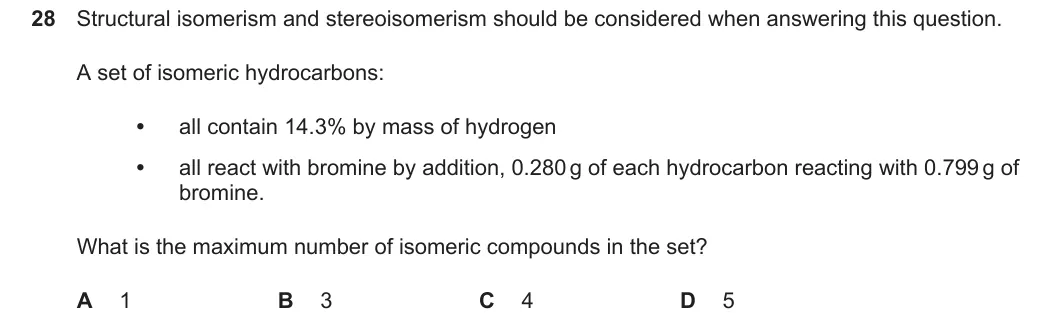 28 Structural isomerism and stereoisomerism should be considered when answering this question.
A set of isomeric hydrocarbons:
• all contain 14.3% by mass of hydrogen
• all react with bromine by addition, 0.280 g of each hydrocarbon reacting with 0.799 g of
bromine.
What is the maximum number of isomeric compounds in the set?
A 1 B 3 C 4 D 5